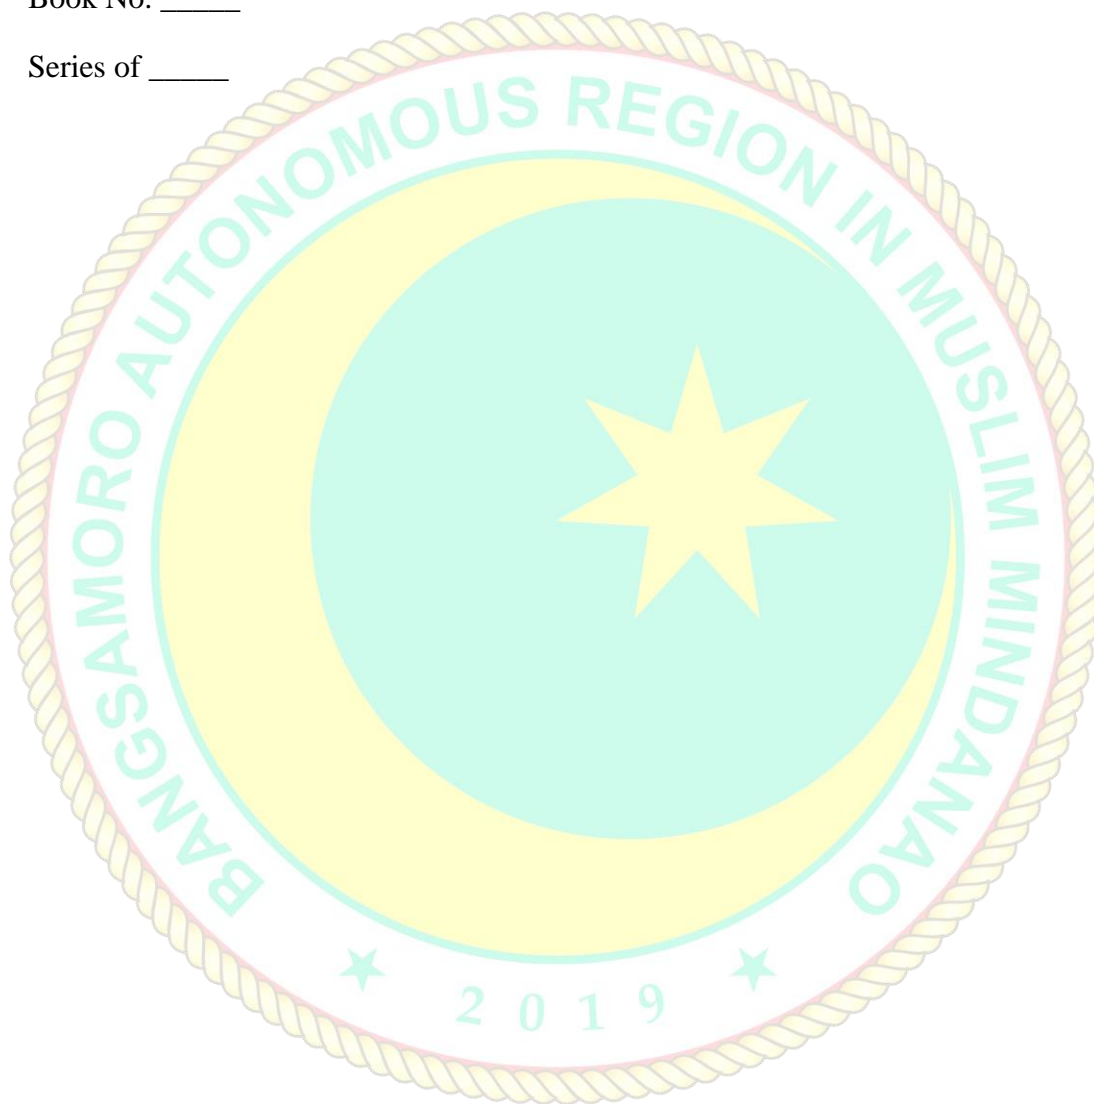 Book No. _____
Series of _____
BANGSAMORO AUTONOMOUS REGION IN MUSLIM MINDANAO
2019